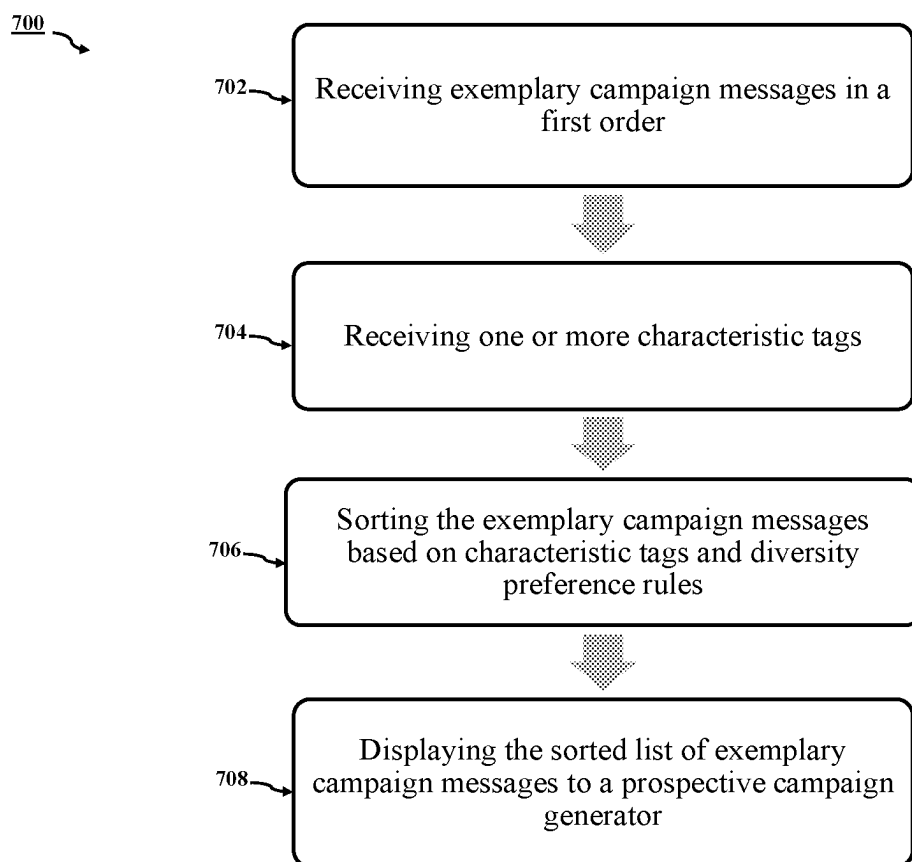 700
702
Receiving exemplary campaign messages in a
first order
704
Receiving one or more characteristic tags
706
Sorting the exemplary campaign messages
based on characteristic tags and diversity
preference rules
708
Displaying the sorted list of exemplary
campaign messages to a prospective campaign
generator